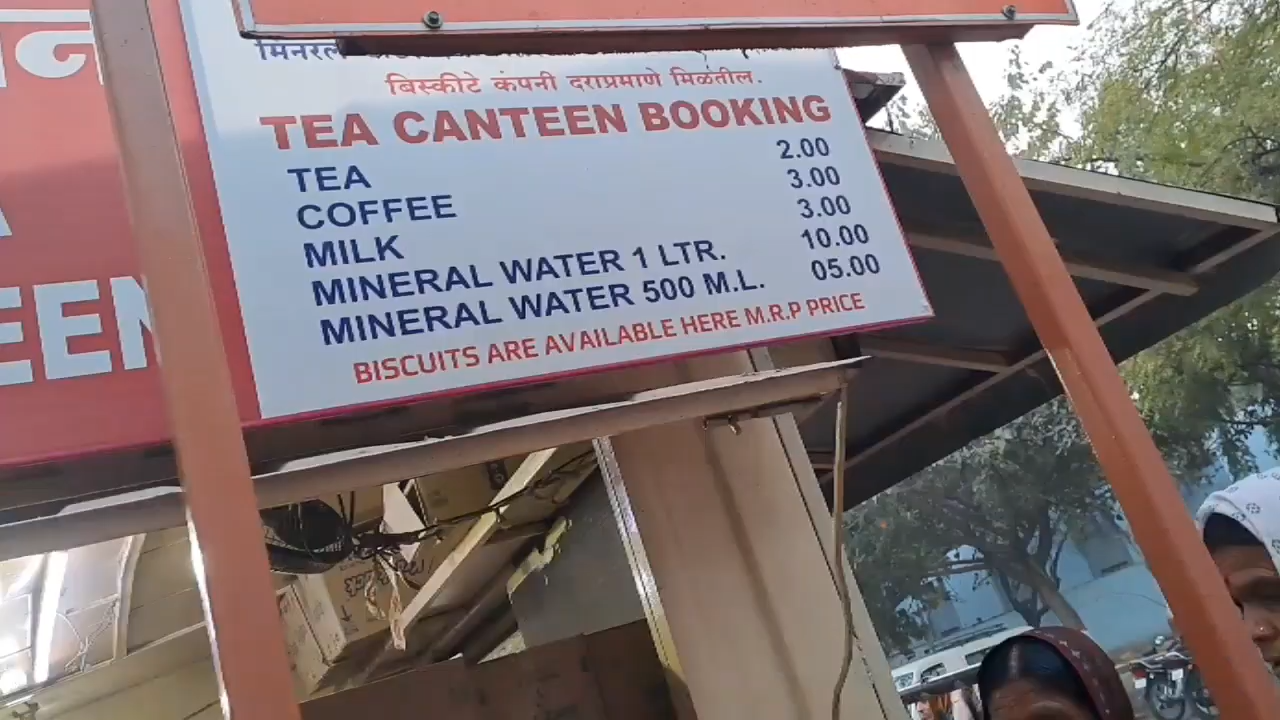 मिनरल
बिस्कीटे कंपनी दराप्रमाणे मिळतील.
TEA CANTEEN BOOKING
TEA 2.00
COFFEE 3.00
MILK 3.00
MINERAL WATER 1 LTR. 10.00
MINERAL WATER 500 M.L. 05.00
BISCUITS ARE AVAILABLE HERE M.R.P PRICE